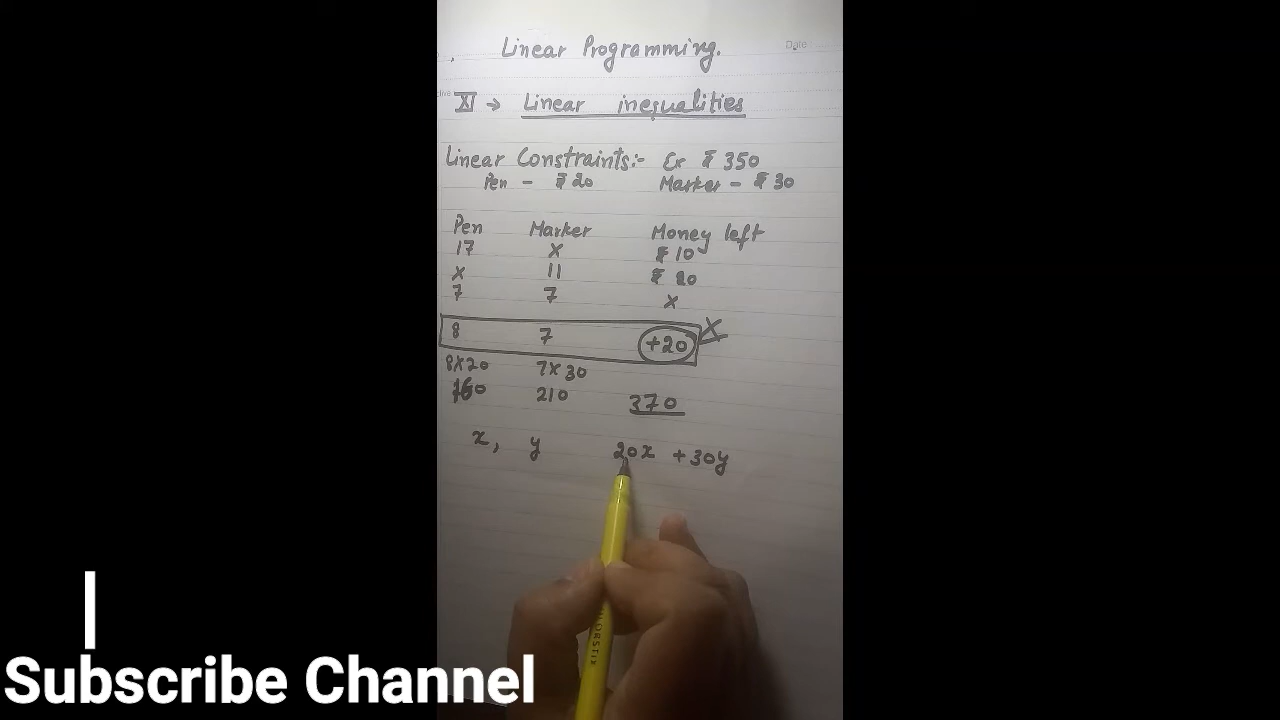 Date
Linear Programming.
XI → Linear inequalities
Linear Constraints:- Ex ₹ 350
Pen - ₹ 20 Marker - ₹ 30
Pen Marker Money left
17 X ₹ 10
X 11 ₹ 20
7 7 X
8 7 +20 X
8X20 7X30
160 210 370
x, y 20x + 30y
Subscribe Channel